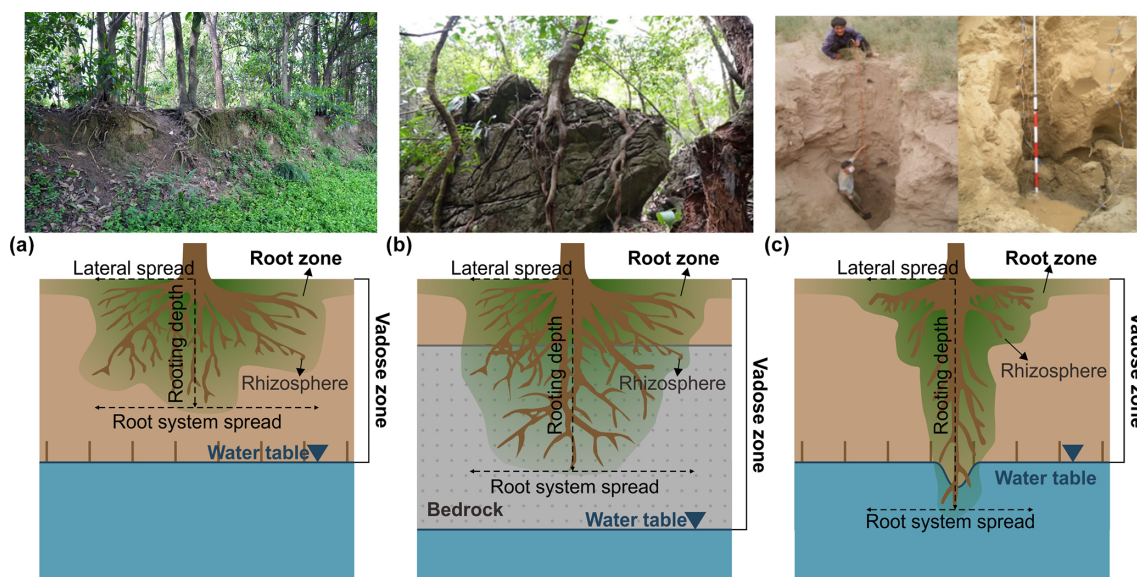 (a)
Lateral spread
Root zone
Rooting depth
Rhizosphere
Root system spread
Water table
Vadose zone
(b)
Lateral spread
Root zone
Rooting depth
Rhizosphere
Root system spread
Bedrock
Water table
Vadose zone
(c)
Lateral spread
Root zone
Rooting depth
Rhizosphere
Water table
Root system spread
Vadose zone